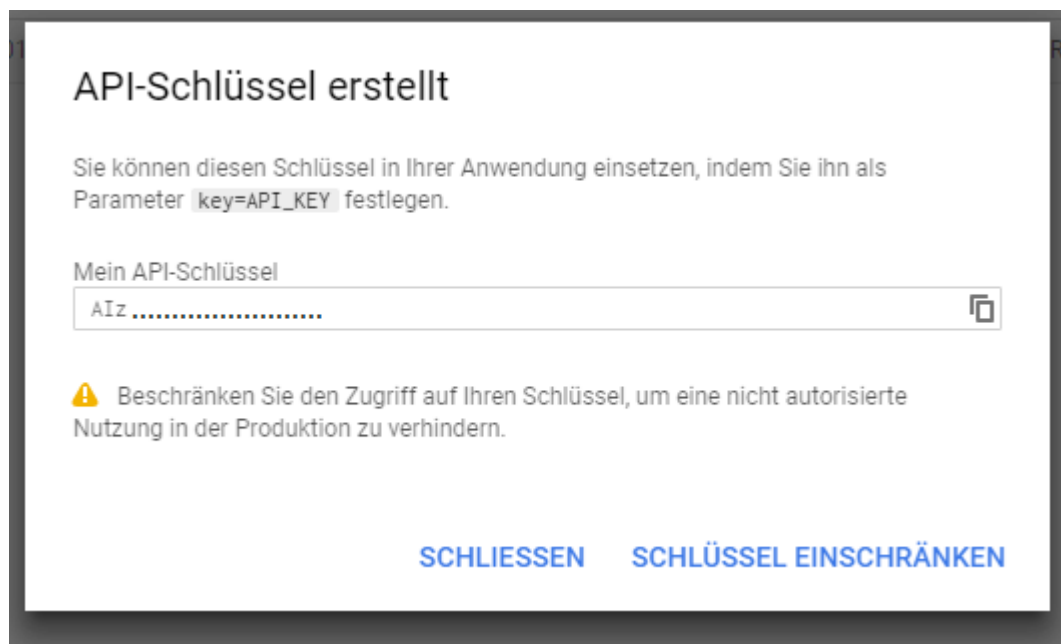 API-Schlüssel erstellt
Sie können diesen Schlüssel in Ihrer Anwendung einsetzen, indem Sie ihn als
Parameter key=API_KEY festlegen.
Mein API-Schlüssel
AIz ........................
Beschränken Sie den Zugriff auf Ihren Schlüssel, um eine nicht autorisierte
Nutzung in der Produktion zu verhindern.
SCHLIESSEN SCHLÜSSEL EINSCHRÄNKEN